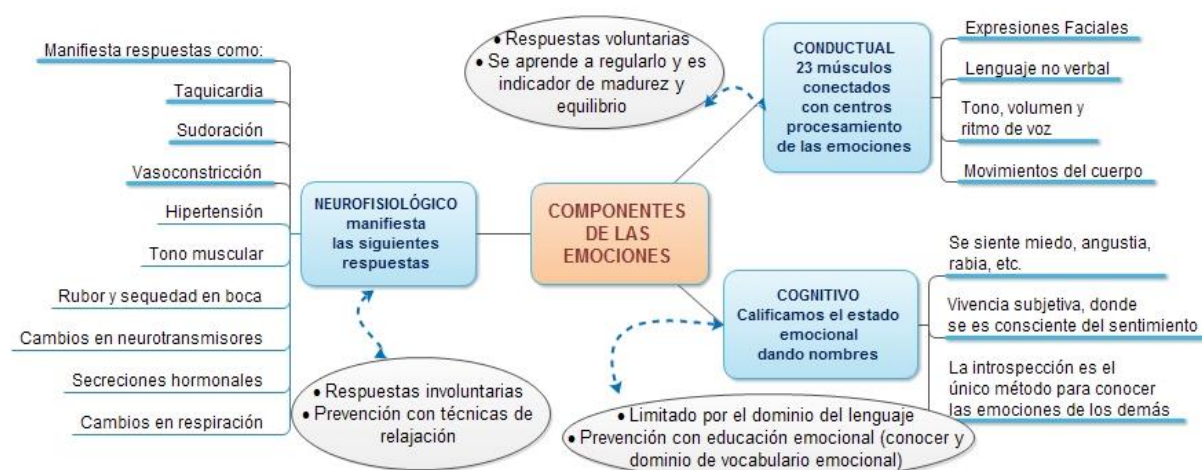 COMPONENTES
DE LAS
EMOCIONES
NEUROFISIOLÓGICO
manifiesta
las siguientes
respuestas
Manifiesta respuestas como:
Taquicardia
Sudoración
Vasoconstricción
Hipertensión
Tono muscular
Rubor y sequedad en boca
Cambios en neurotransmisores
Secreciones hormonales
Cambios en respiración
• Respuestas involuntarias
• Prevención con técnicas de
relajación
CONDUCTUAL
23 músculos
conectados
con centros
procesamiento
de las emociones
• Respuestas voluntarias
• Se aprende a regularlo y es
indicador de madurez y
equilibrio
Expresiones Faciales
Lenguaje no verbal
Tono, volumen y
ritmo de voz
Movimientos del cuerpo
COGNITIVO
Calificamos el estado
emocional
dando nombres
Se siente miedo, angustia,
rabia, etc.
Vivencia subjetiva, donde
se es consciente del sentimiento
La introspección es el
único método para conocer
las emociones de los demás
• Limitado por el dominio del lenguaje
• Prevención con educación emocional (conocer y
dominio de vocabulario emocional)